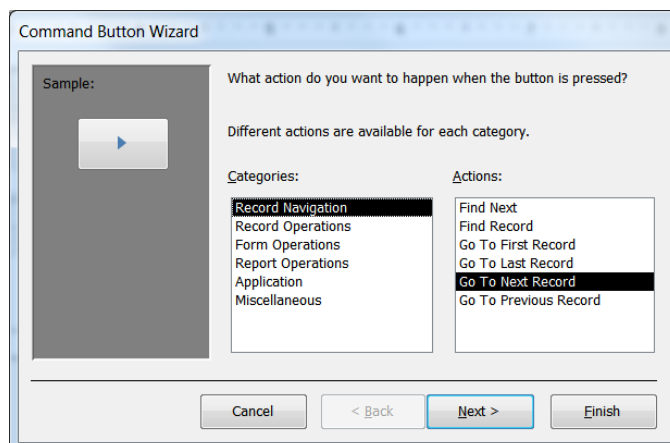 Command Button Wizard
Sample:
What action do you want to happen when the button is pressed?
Different actions are available for each category.
Categories:
Actions:
Record Navigation
Record Operations
Form Operations
Report Operations
Application
Miscellaneous
Find Next
Find Record
Go To First Record
Go To Last Record
Go To Next Record
Go To Previous Record
Cancel
< Back
Next >
Finish